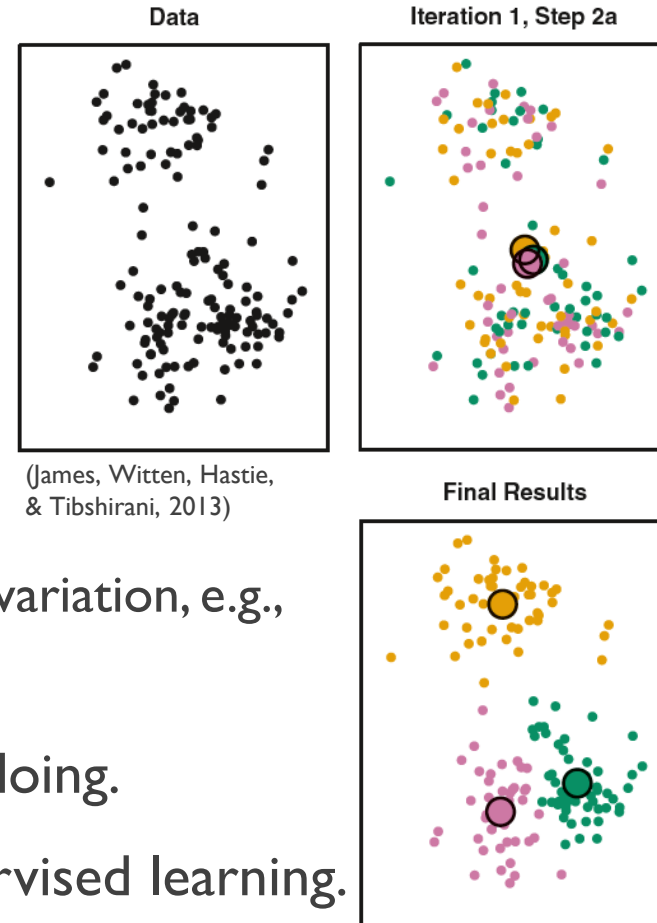 Data
Iteration 1, Step 2a
(James, Witten, Hastie,
& Tibshirani, 2013)
Final Results
variation, e.g.,
loing.
rvised learning.